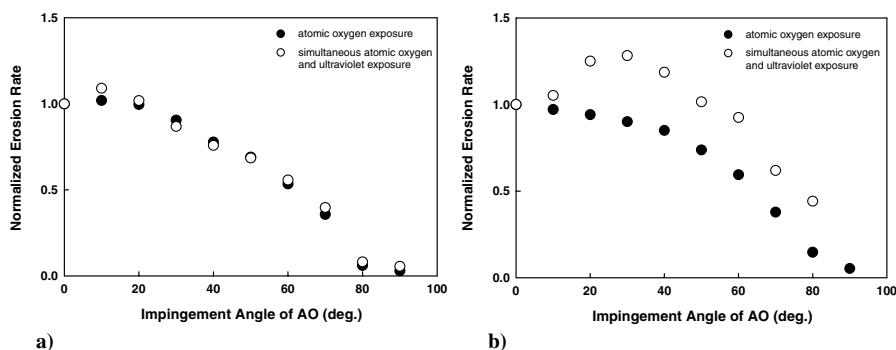 1.5
1.0
0.5
0.0
Normalized Erosion Rate
atomic oxygen exposure
simultaneous atomic oxygen
and ultraviolet exposure
0 20 40 60 80 100
Impingement Angle of AO (deg.)
a)
1.5
1.0
0.5
0.0
Normalized Erosion Rate
atomic oxygen exposure
simultaneous atomic oxygen
and ultraviolet exposure
0 20 40 60 80 100
Impingement Angle of AO (deg.)
b)